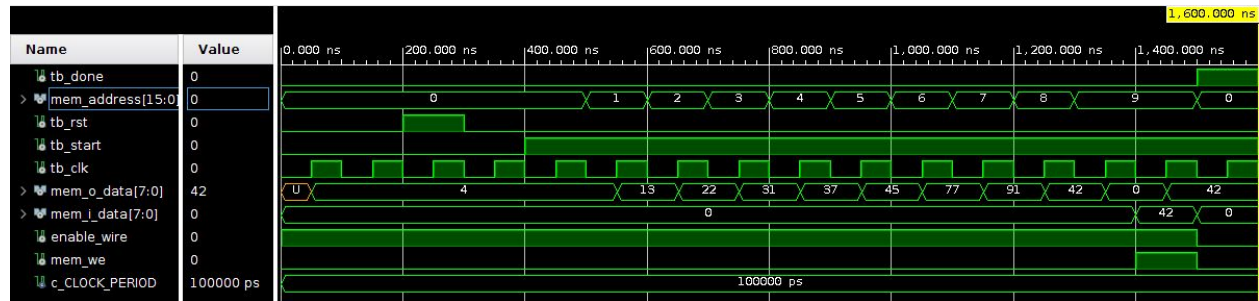 1,600.000 ns
Name Value 0.000 ns 200.000 ns 400.000 ns 600.000 ns 800.000 ns 1,000.000 ns 1,200.000 ns 1,400.000 ns
tb_done 0
mem_address[15:0] 0 0 1 2 3 4 5 6 7 8 9 0
tb_rst 0
tb_start 0
tb_clk 0
mem_o_data[7:0] 42 U 4 13 22 31 37 45 77 91 42 0 42
mem_i_data[7:0] 0 0 42 0
enable_wire 0
mem_we 0
c_CLOCK_PERIOD 100000 ps 100000 ps